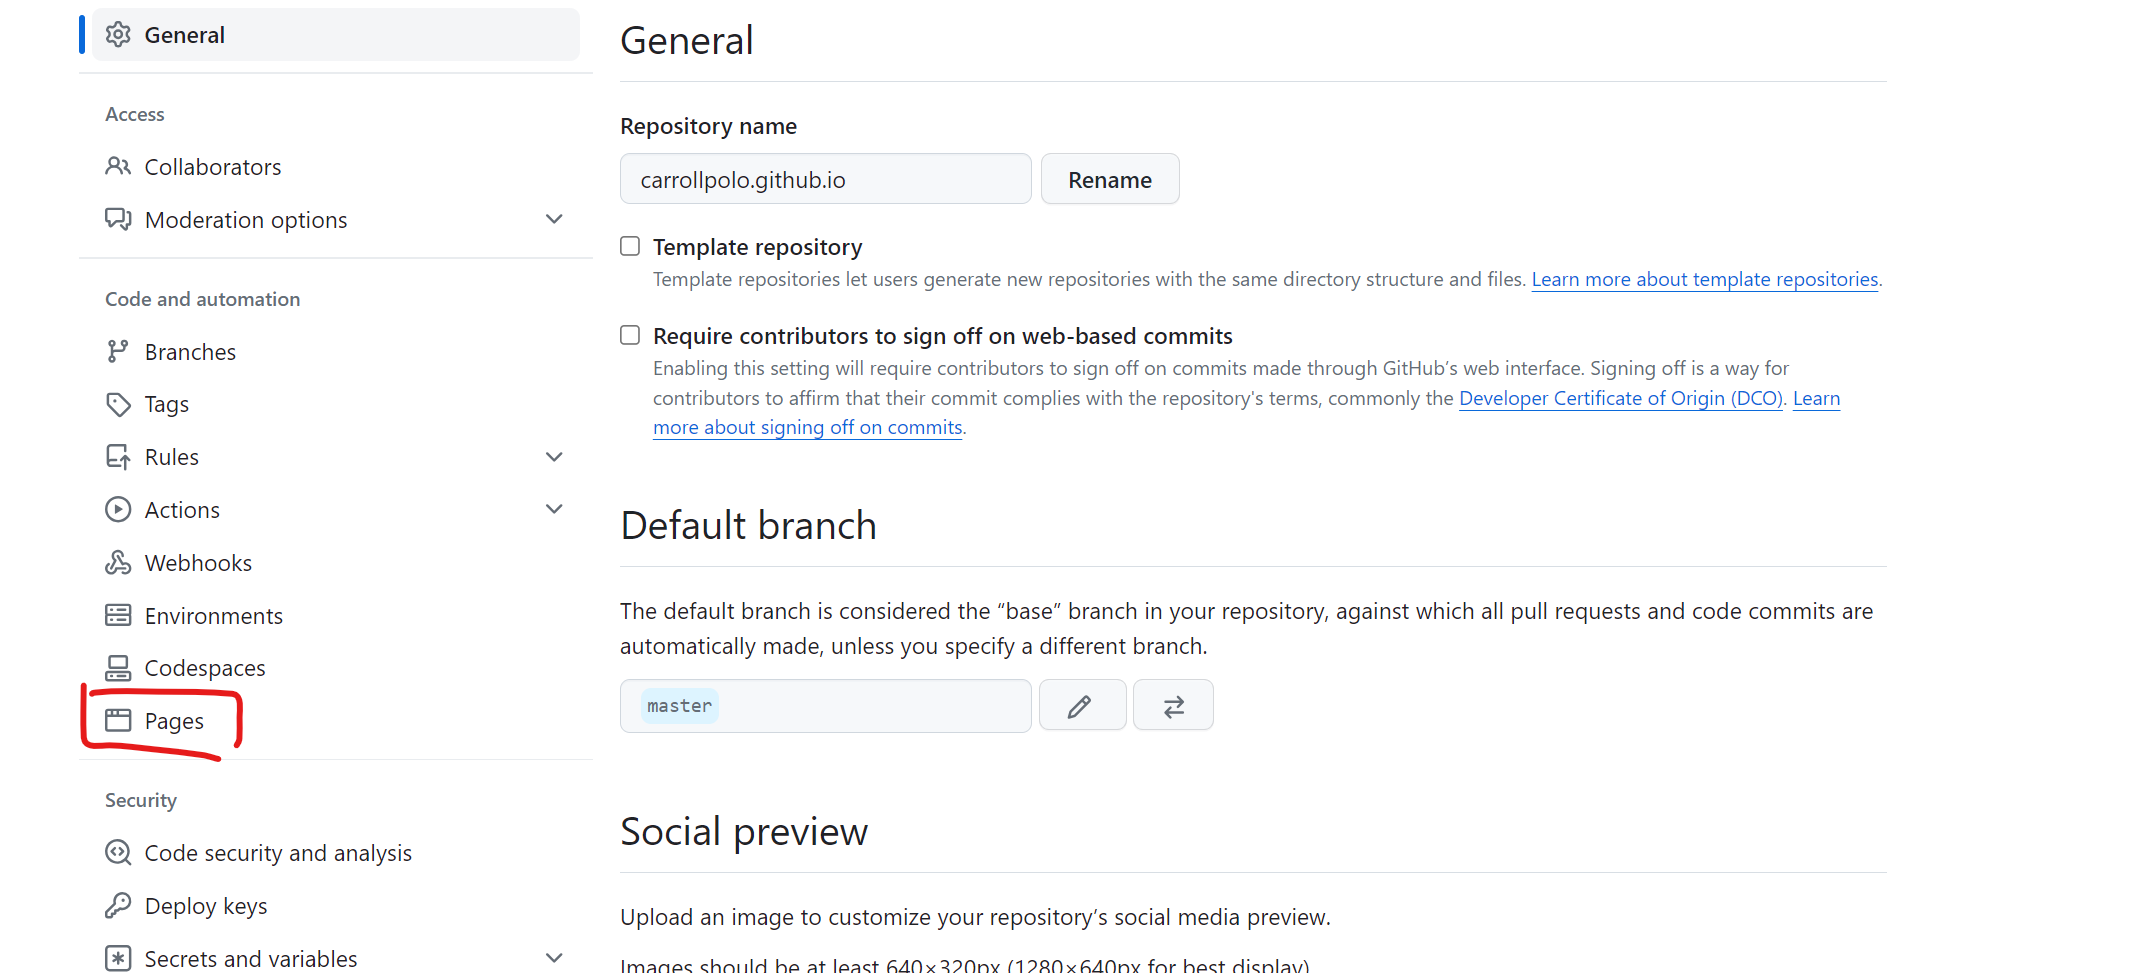 General
Access
Collaborators
Moderation options
Code and automation
Branches
Tags
Rules
Actions
Webhooks
Environments
Codespaces
Pages
Security
Code security and analysis
Deploy keys
Secrets and variables
General
Repository name
carrollpolo.github.io
Rename
Template repository
Template repositories let users generate new repositories with the same directory structure and files. Learn more about template repositories.
Require contributors to sign off on web-based commits
Enabling this setting will require contributors to sign off on commits made through GitHub’s web interface. Signing off is a way for
contributors to affirm that their commit complies with the repository's terms, commonly the Developer Certificate of Origin (DCO). Learn
more about signing off on commits.
Default branch
The default branch is considered the “base” branch in your repository, against which all pull requests and code commits are
automatically made, unless you specify a different branch.
master
Social preview
Upload an image to customize your repository’s social media preview.
Images should be at least 640×320px (1280×640px for best display)